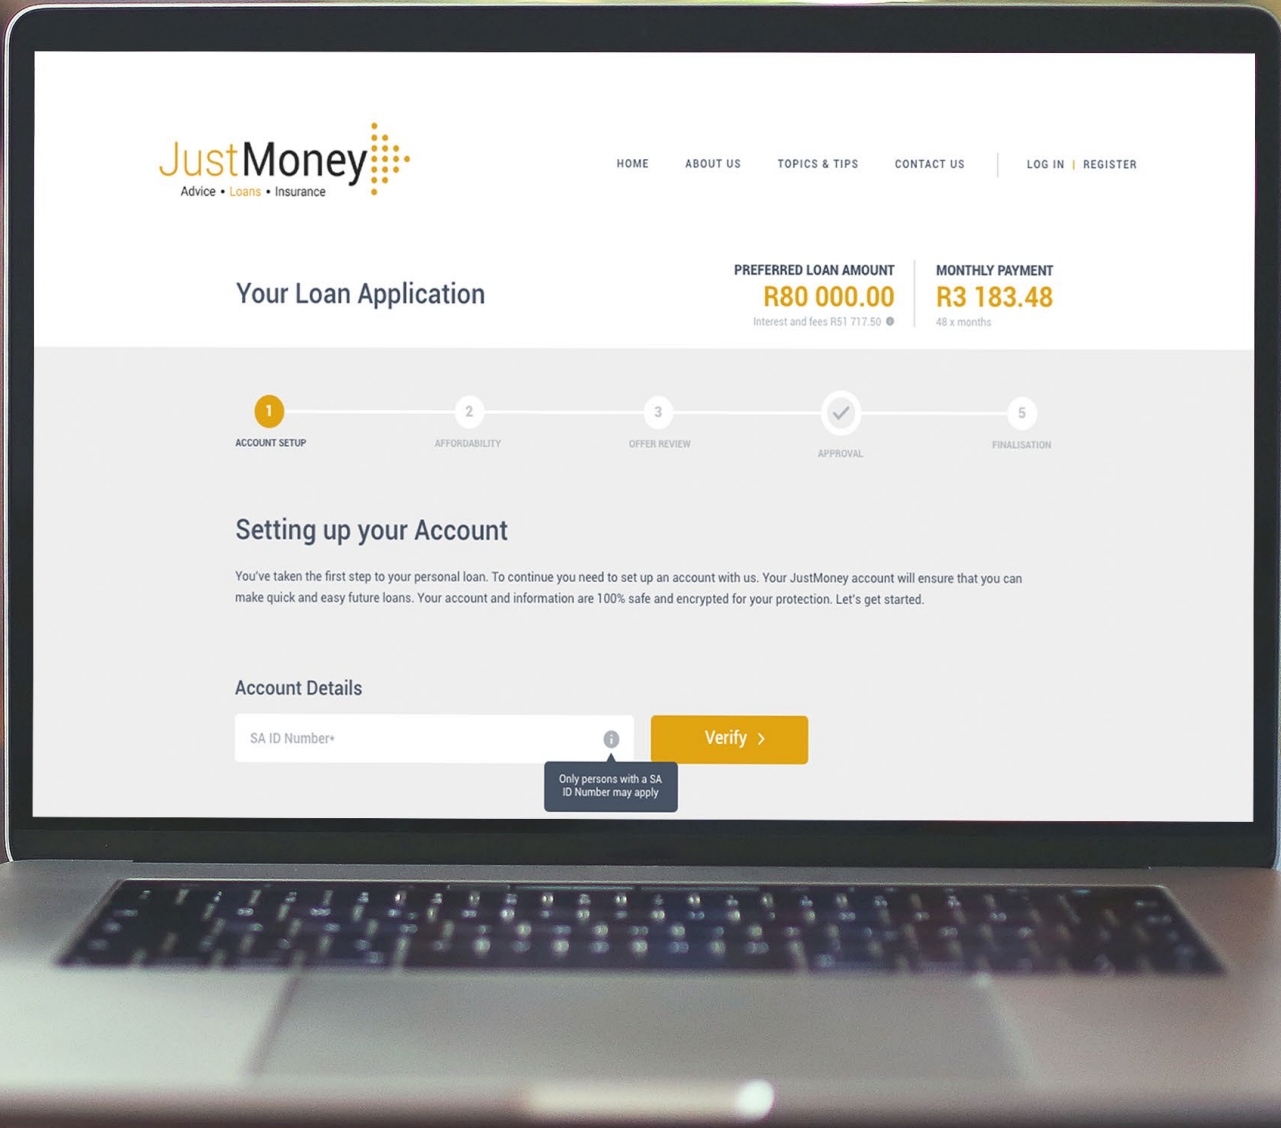 JustMoney
Advice • Loans • Insurance
HOME ABOUT US TOPICS & TIPS CONTACT US LOG IN | REGISTER
Your Loan Application
PREFERRED LOAN AMOUNT
R80 000.00
Interest and fees R51 717.50
MONTHLY PAYMENT
R3 183.48
48 x months
1 2 3 5
ACCOUNT SETUP AFFORDABILITY OFFER REVIEW APPROVAL FINALISATION
Setting up your Account
You've taken the first step to your personal loan. To continue you need to set up an account with us. Your JustMoney account will ensure that you can
make quick and easy future loans. Your account and information are 100% safe and encrypted for your protection. Let's get started.
Account Details
SA ID Number*
Verify >
Only persons with a SA
ID Number may apply